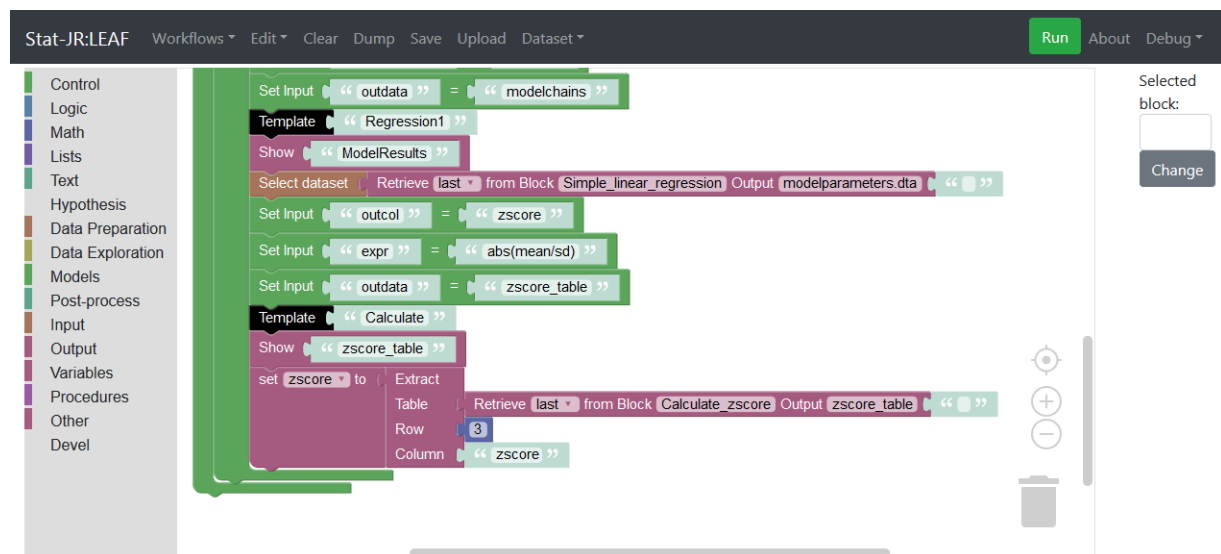 Stat-JR:LEAF Workflows Edit Clear Dump Save Upload Dataset Run About Debug
Control
Logic
Math
Lists
Text
Hypothesis
Data Preparation
Data Exploration
Models
Post-process
Input
Output
Variables
Procedures
Other
Devel
Set Input “ outdata ” = “ modelchains ”
Template “ Regression1 ”
Show “ ModelResults ”
Select dataset Retrieve last from Block Simple_linear_regression Output modelparameters.dta “ ”
Set Input “ outcol ” = “ zscore ”
Set Input “ expr ” = “ abs(mean/sd) ”
Set Input “ outdata ” = “ zscore_table ”
Template “ Calculate ”
Show “ zscore_table ”
set zscore to Extract
Table Retrieve last from Block Calculate_zscore Output zscore_table “ ”
Row 3
Column “ zscore ”
Selected
block:
Change